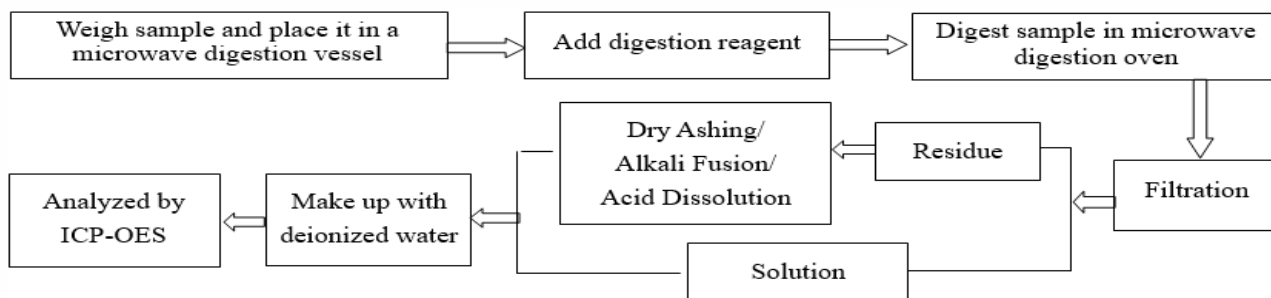 Weigh sample and place it in a
microwave digestion vessel
Add digestion reagent
Digest sample in microwave
digestion oven
Filtration
Residue
Dry Ashing/
Alkali Fusion/
Acid Dissolution
Solution
Make up with
deionized water
Analyzed by
ICP-OES